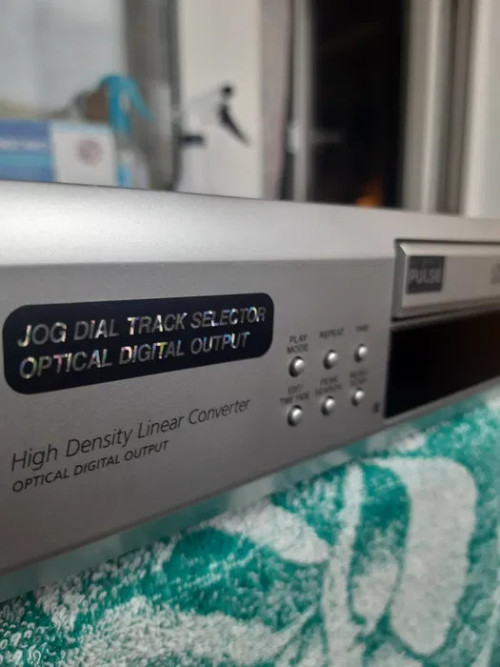 JOG DIAL TRACK SELECTOR
OPTICAL DIGITAL OUTPUT
High Density Linear Converter
OPTICAL DIGITAL OUTPUT
PLAY
MODE
REPEAT
TIME
EDIT/
TIME FADE
PEAK
SEARCH
PULSE